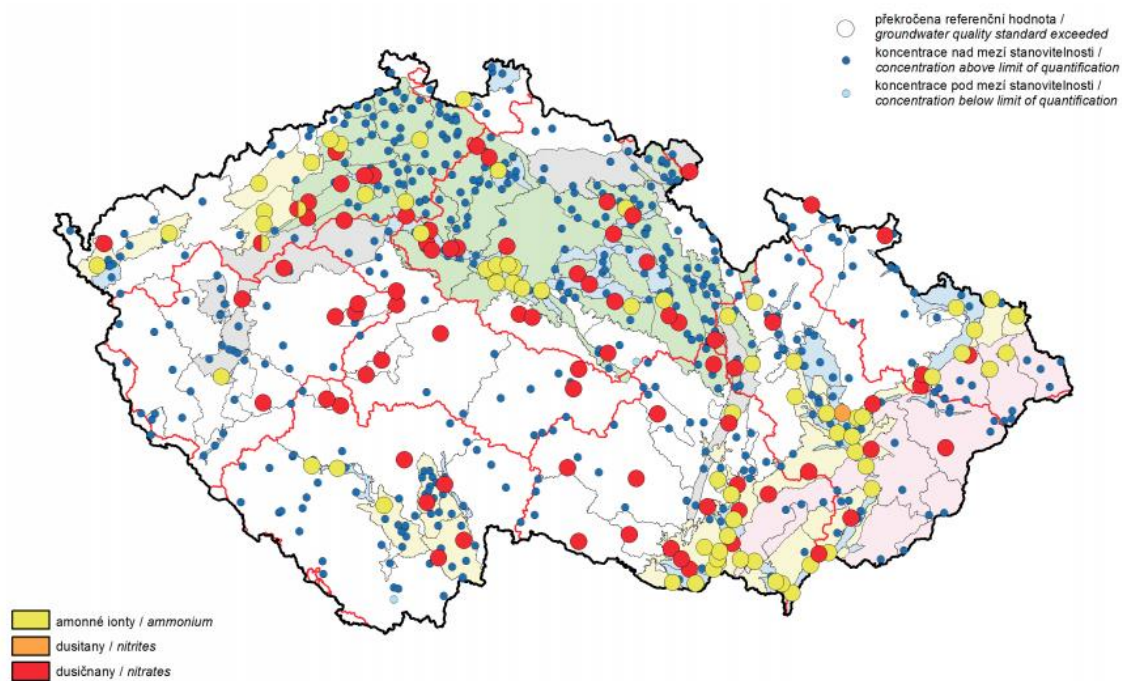 překročena referenční hodnota /
groundwater quality standard exceeded
koncentrace nad mezí stanovitelnosti /
concentration above limit of quantification
koncentrace pod mezí stanovitelnosti /
concentration below limit of quantification
amonné ionty / ammonium
dusitany / nitrites
dusičnany / nitrates